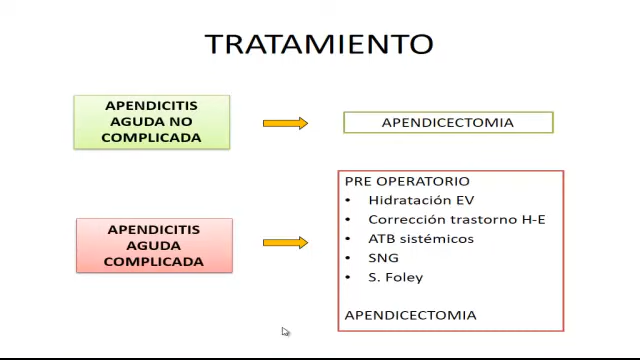 TRATAMIENTO
APENDICITIS
AGUDA NO
COMPLICADA
APENDICECTOMIA
APENDICITIS
AGUDA
COMPLICADA
PRE OPERATORIO
• Hidratación EV
• Corrección trastorno H-E
• ATB sistémicos
• SNG
• S. Foley
APENDICECTOMIA